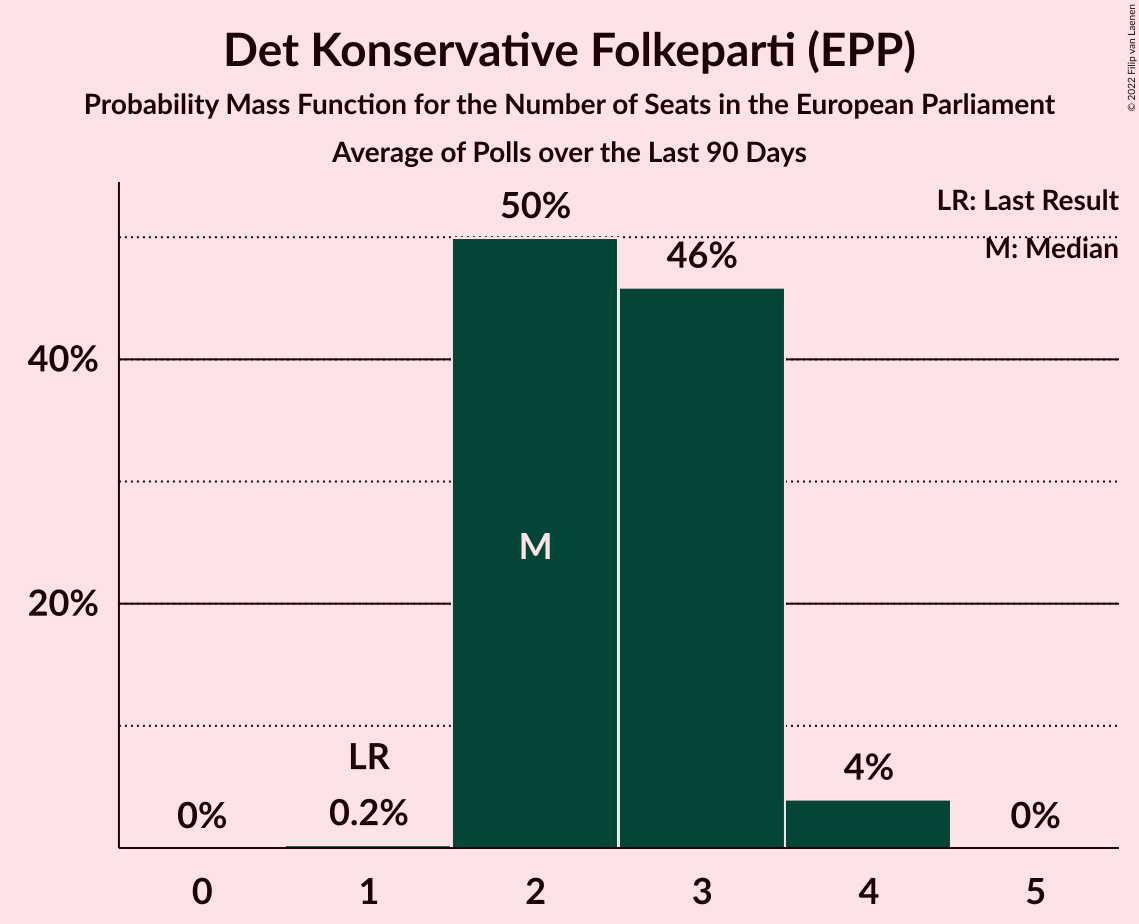 Det Konservative Folkeparti (EPP)
Probability Mass Function for the Number of Seats in the European Parliament
Average of Polls over the Last 90 Days
© 2022 Filip van Laenen
LR: Last Result
M: Median
50%
46%
40%
M
20%
LR
0%
0.2%
4%
0%
0 1 2 3 4 5